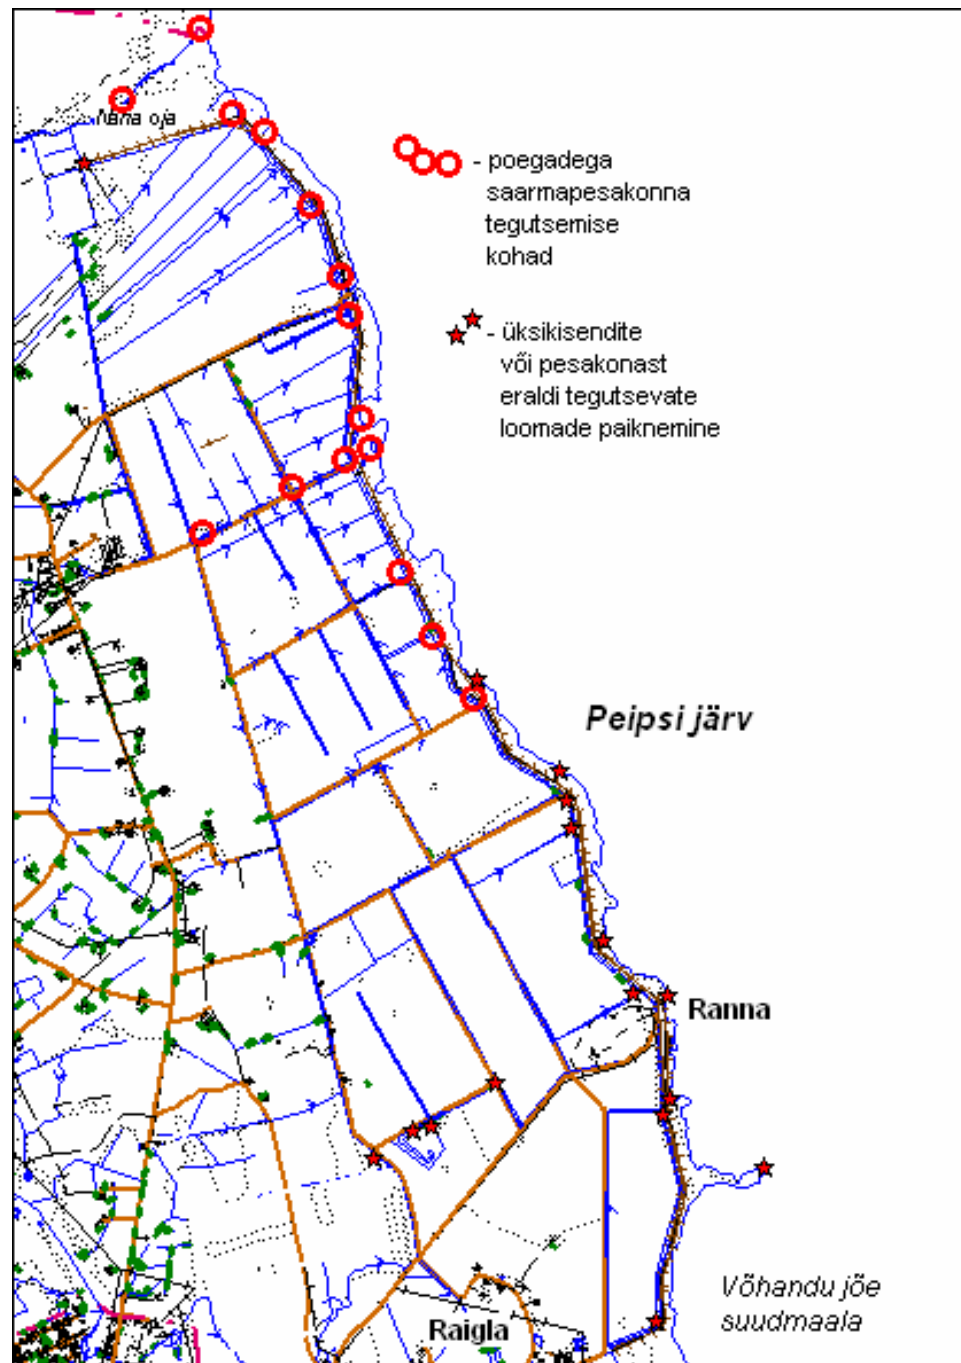 Naha oja
- poegadega
saarmapesakonna
tegutsemise
kohad
- üksikisendite
või pesakonast
eraldi tegutsevate
loomade paiknemine
Peipsi järv
Ranna
Võhandu jõe
suudmaala
Raigla